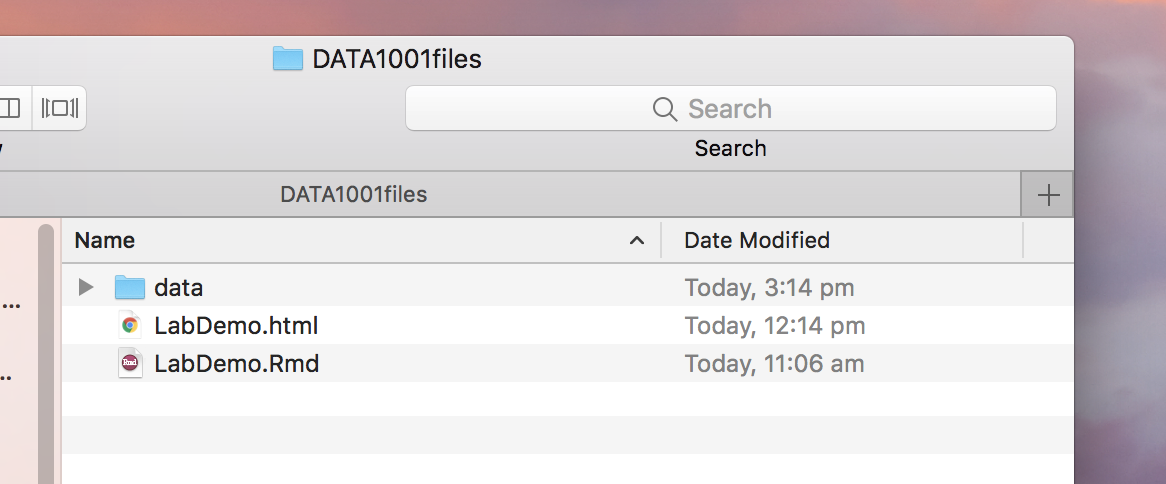 DATA1001files
Search
Search
DATA1001files
Name Date Modified
data Today, 3:14 pm
...
LabDemo.html Today, 12:14 pm
LabDemo.Rmd Today, 11:06 am